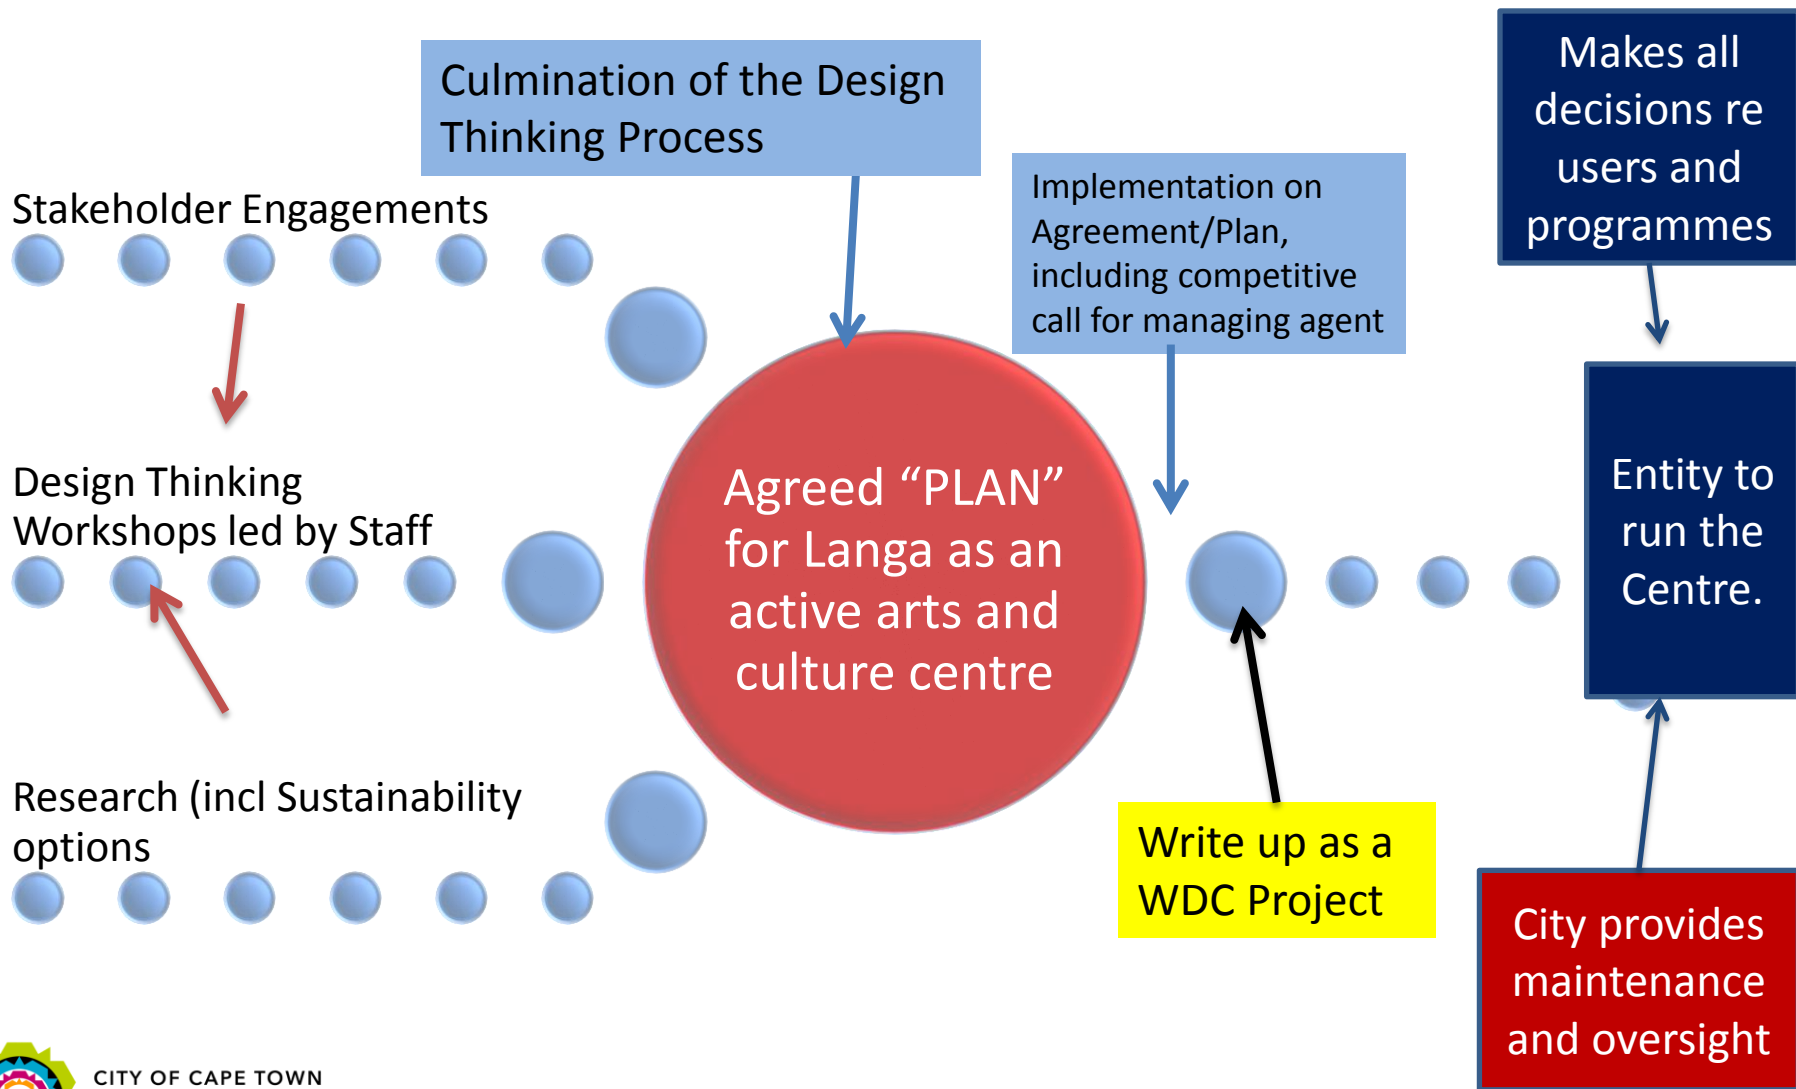 Culmination of the Design
Thinking Process
Makes all
decisions re
users and
programmes
Stakeholder Engagements
Implementation on
Agreement/Plan,
including competitive
call for managing agent
Design Thinking
Workshops led by Staff
Agreed “PLAN”
for Langa as an
active arts and
culture centre
Entity to
run the
Centre.
Research (incl Sustainability
options
Write up as a
WDC Project
City provides
maintenance
and oversight
CITY OF CAPE TOWN